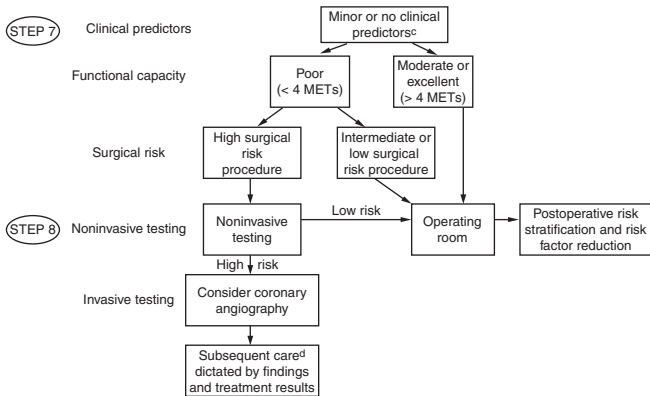 STEP 7
Clinical predictors
Minor or no clinical
predictorsc
Functional capacity
Poor
(< 4 METs)
Moderate or
excellent
(> 4 METs)
Surgical risk
High surgical
risk
procedure
Intermediate or
low surgical
risk procedure
STEP 8
Noninvasive testing
Noninvasive
testing
Low risk
Operating
room
Postoperative risk
stratification and risk
factor reduction
High risk
Invasive testing
Consider coronary
angiography
Subsequent cared
dictated by findings
and treatment results